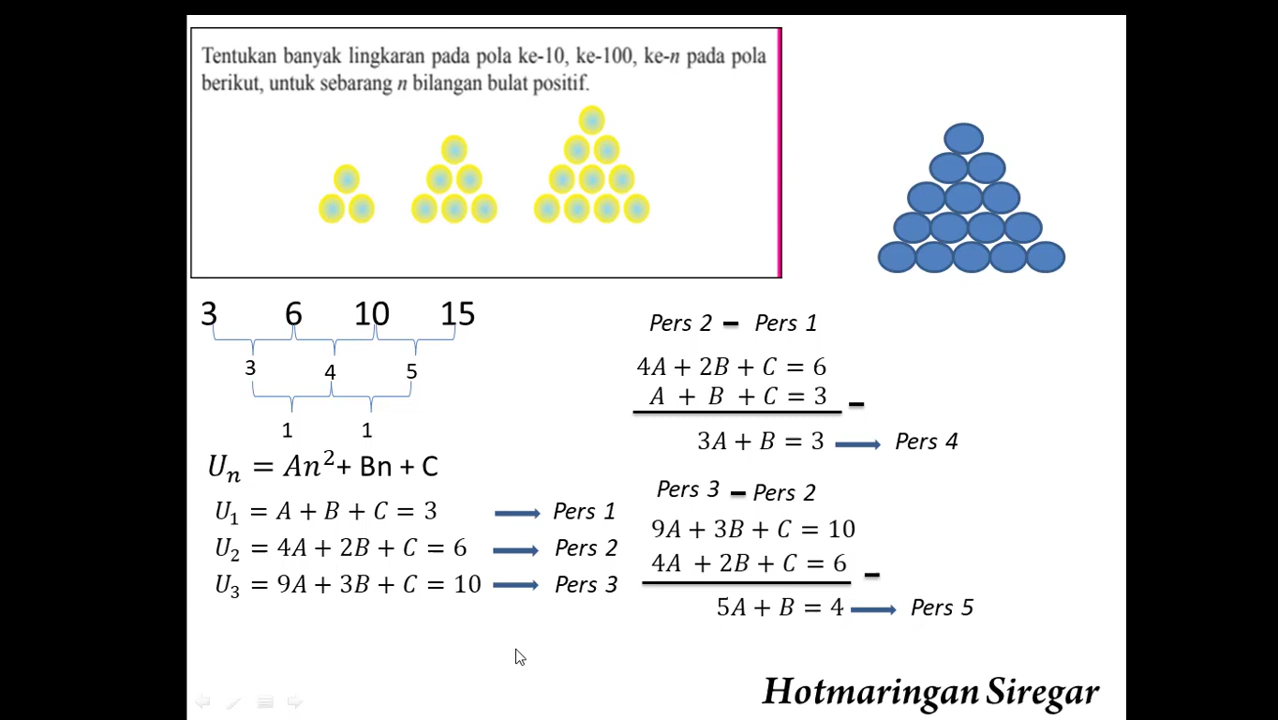 Tentukan banyak lingkaran pada pola ke-10, ke-100, ke-n pada pola
berikut, untuk sebarang n bilangan bulat positif.
3 6 10 15
3 4 5
1 1
Uₙ = An² + Bn + C
U₁ = A + B + C = 3 → Pers 1
U₂ = 4A + 2B + C = 6 → Pers 2
U₃ = 9A + 3B + C = 10 → Pers 3
Pers 2 − Pers 1
4A + 2B + C = 6
A + B + C = 3 −
3A + B = 3 → Pers 4
Pers 3 − Pers 2
9A + 3B + C = 10
4A + 2B + C = 6 −
5A + B = 4 → Pers 5
Hotmaringan Siregar